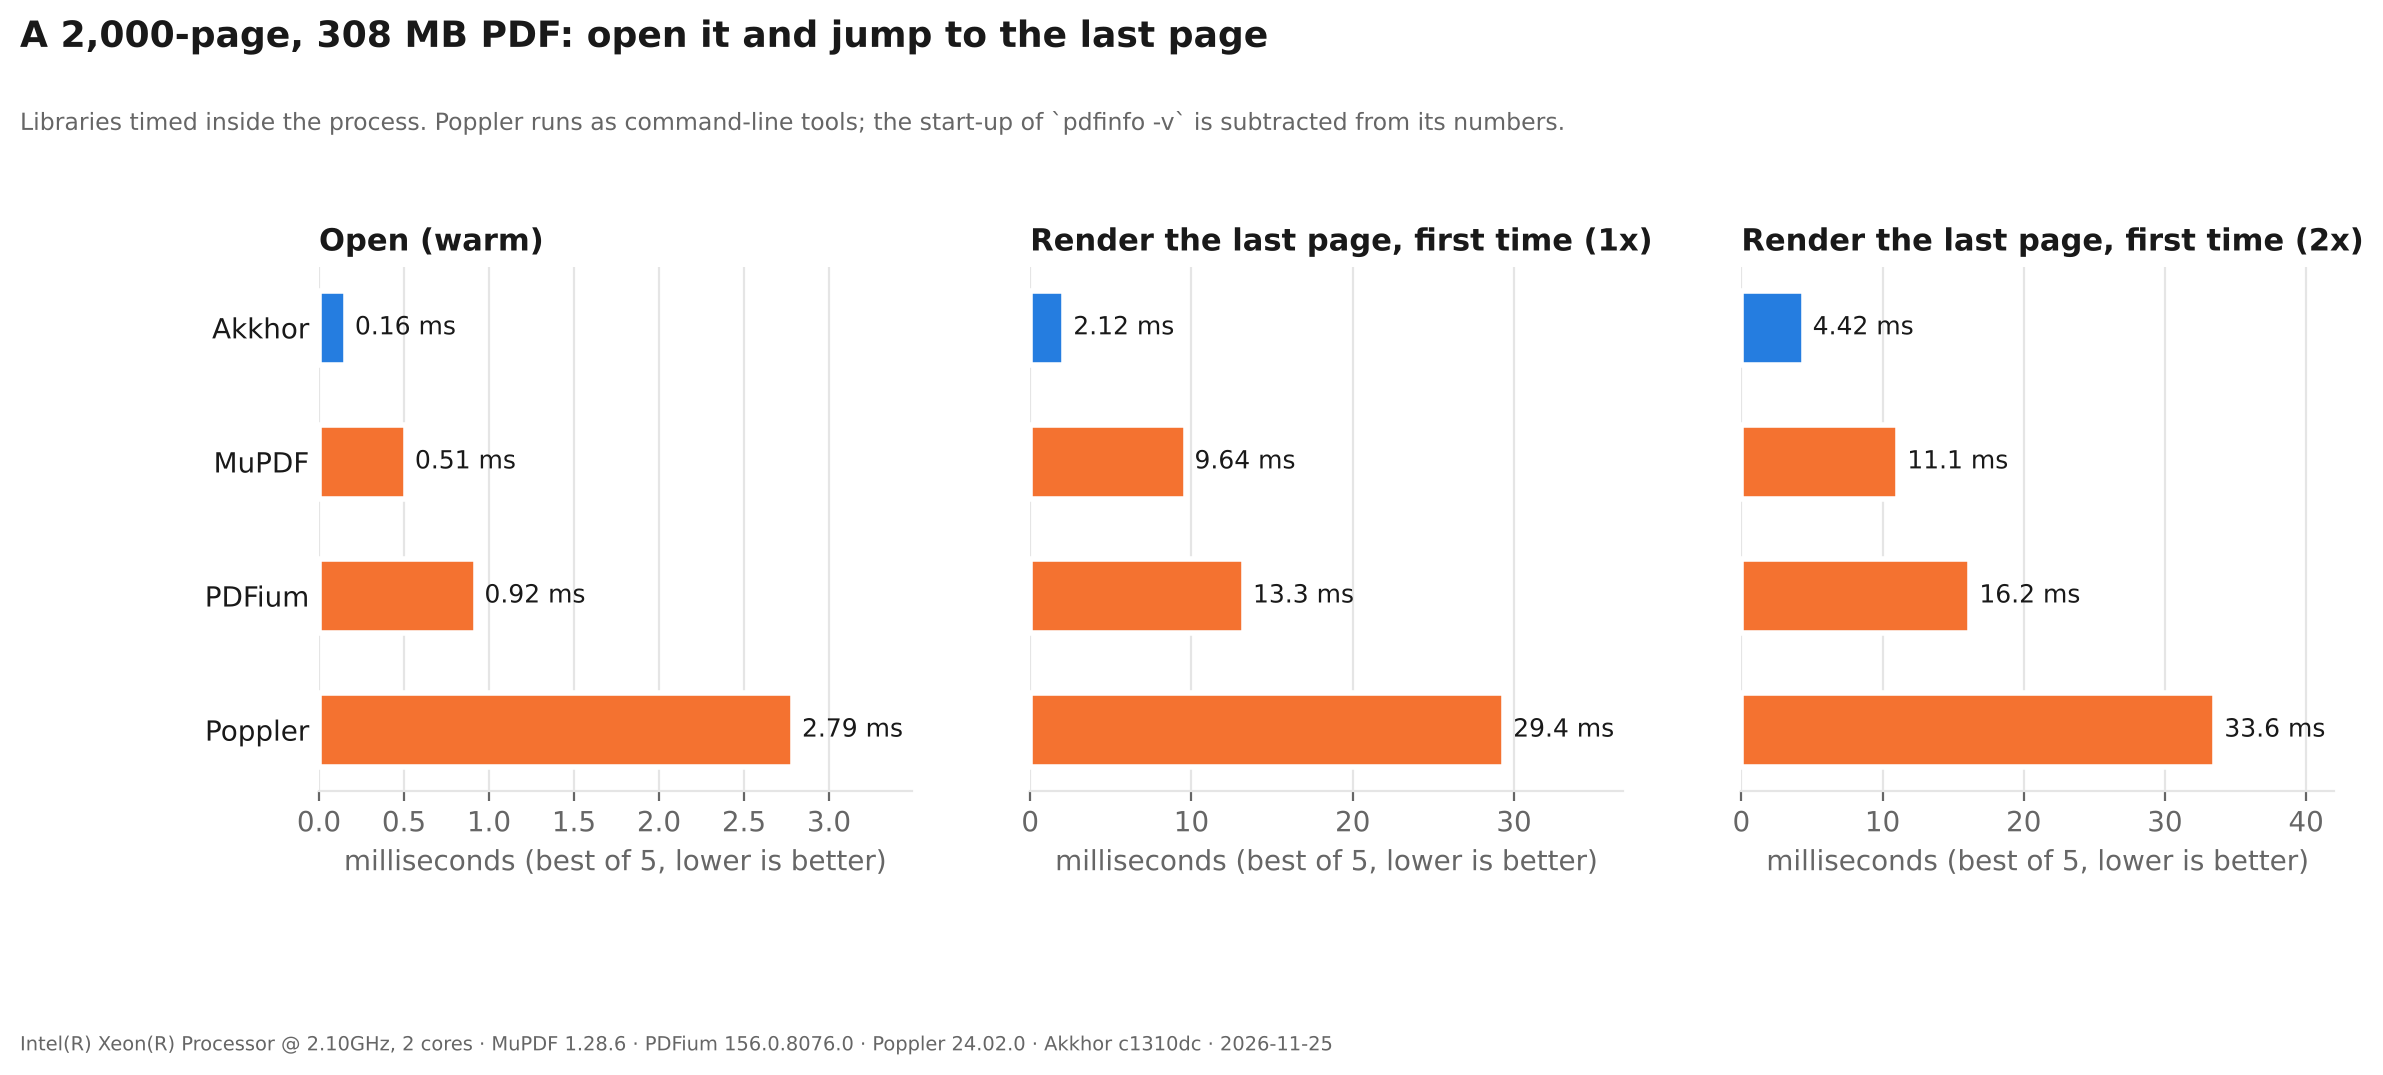 A 2,000-page, 308 MB PDF: open it and jump to the last page
Libraries timed inside the process. Poppler runs as command-line tools; the start-up of `pdfinfo -v` is subtracted from its numbers.
Open (warm)
Akkhor 0.16 ms
MuPDF 0.51 ms
PDFium 0.92 ms
Poppler 2.79 ms
0.0 0.5 1.0 1.5 2.0 2.5 3.0
milliseconds (best of 5, lower is better)
Render the last page, first time (1x)
2.12 ms
9.64 ms
13.3 ms
29.4 ms
0 10 20 30
milliseconds (best of 5, lower is better)
Render the last page, first time (2x)
4.42 ms
11.1 ms
16.2 ms
33.6 ms
0 10 20 30 40
milliseconds (best of 5, lower is better)
Intel(R) Xeon(R) Processor @ 2.10GHz, 2 cores · MuPDF 1.28.6 · PDFium 156.0.8076.0 · Poppler 24.02.0 · Akkhor c1310dc · 2026-11-25